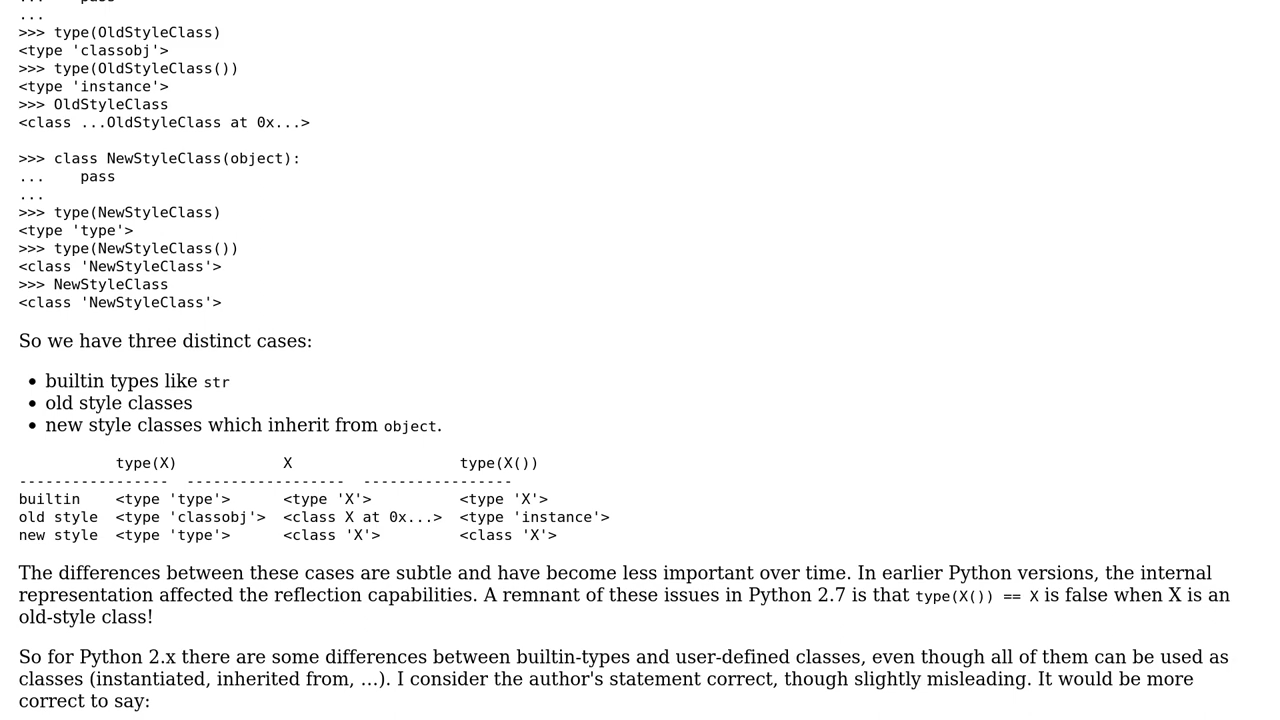 ...    pass
...
>>> type(OldStyleClass)
<type 'classobj'>
>>> type(OldStyleClass())
<type 'instance'>
>>> OldStyleClass
<class ...OldStyleClass at 0x...>
>>> class NewStyleClass(object):
...    pass
...
>>> type(NewStyleClass)
<type 'type'>
>>> type(NewStyleClass())
<class 'NewStyleClass'>
>>> NewStyleClass
<class 'NewStyleClass'>
So we have three distinct cases:
• builtin types like str
• old style classes
• new style classes which inherit from object.
type(X)            X                   type(X())
-----------------  ------------------  -----------------
builtin    <type 'type'>      <type 'X'>          <type 'X'>
old style  <type 'classobj'>  <class X at 0x...>  <type 'instance'>
new style  <type 'type'>      <class 'X'>         <class 'X'>
The differences between these cases are subtle and have become less important over time. In earlier Python versions, the internal
representation affected the reflection capabilities. A remnant of these issues in Python 2.7 is that type(X()) == X is false when X is an
old-style class!
So for Python 2.x there are some differences between builtin-types and user-defined classes, even though all of them can be used as
classes (instantiated, inherited from, …). I consider the author's statement correct, though slightly misleading. It would be more
correct to say: